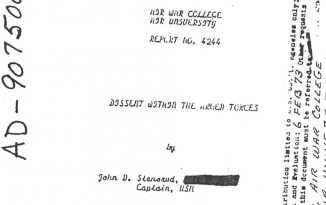 AIR WAR COLLEGE
AIR UNIVERSITY
REPORT NO. 4244
DISSENT WITHIN THE ARMED FORCES
by
John D. Stensrud,
Captain, USN
AD-907500
tribution limited to U.S. Gov't. agencies only;
and Evaluation; 6 FEB 73 Other requests
this document must be referred to
AIR WAR COLLEGE